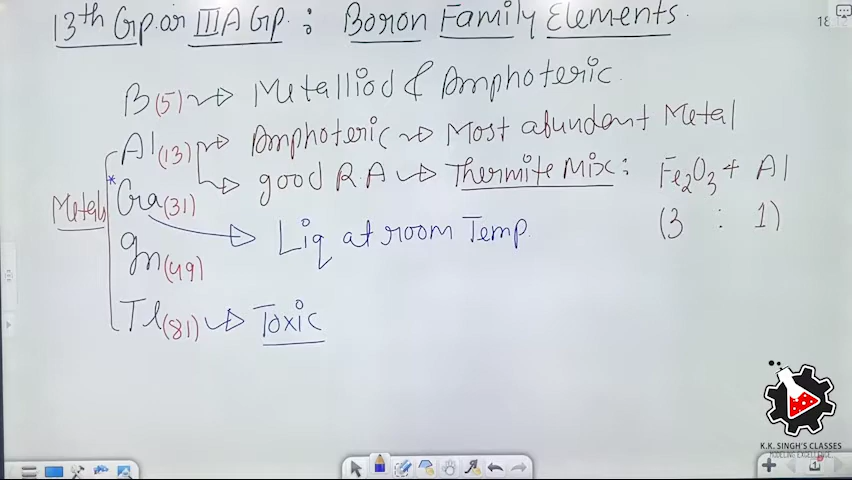 13th Gp. or IIIA Gp. : Boron Family Elements.
B(5) → Metalliod & Amphoteric.
Al(13) → Amphoteric → Most abundant Metal
→ good R.A → Thermite Mix : Fe2O3 + Al
(3 : 1)
Metals
* Ga(31) → Liq at room Temp.
In(49)
Tl(81) → Toxic
K.K. SINGH'S CLASSES